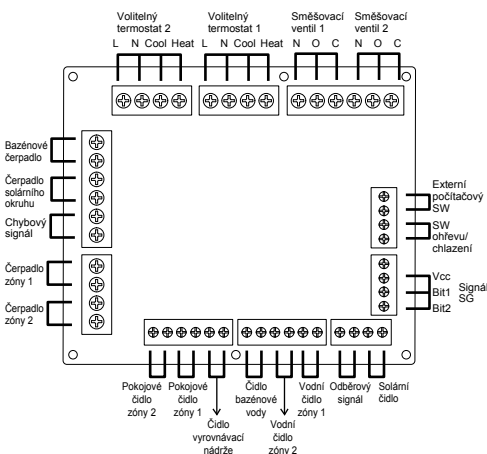 Volitelný
termostat 2
Volitelný
termostat 1
Směšovací
ventil 1
Směšovací
ventil 2
L N Cool Heat
L N Cool Heat
N O C
N O C
Bazénové
čerpadlo
Čerpadlo
solárního
okruhu
Chybový
signál
Čerpadlo
zóny 1
Čerpadlo
zóny 2
Externí
počítačový
SW
SW
ohřevu/
chlazení
Vcc
Bit1
Bit2
Signál
SG
Pokojové
čidlo
zóny 2
Pokojové
čidlo
zóny 1
Čidlo
vyrovnávací
nádrže
Čidlo
bazénové
vody
Vodní
čidlo
zóny 2
Vodní
čidlo
zóny 1
Odběrový
signál
Solární
čidlo